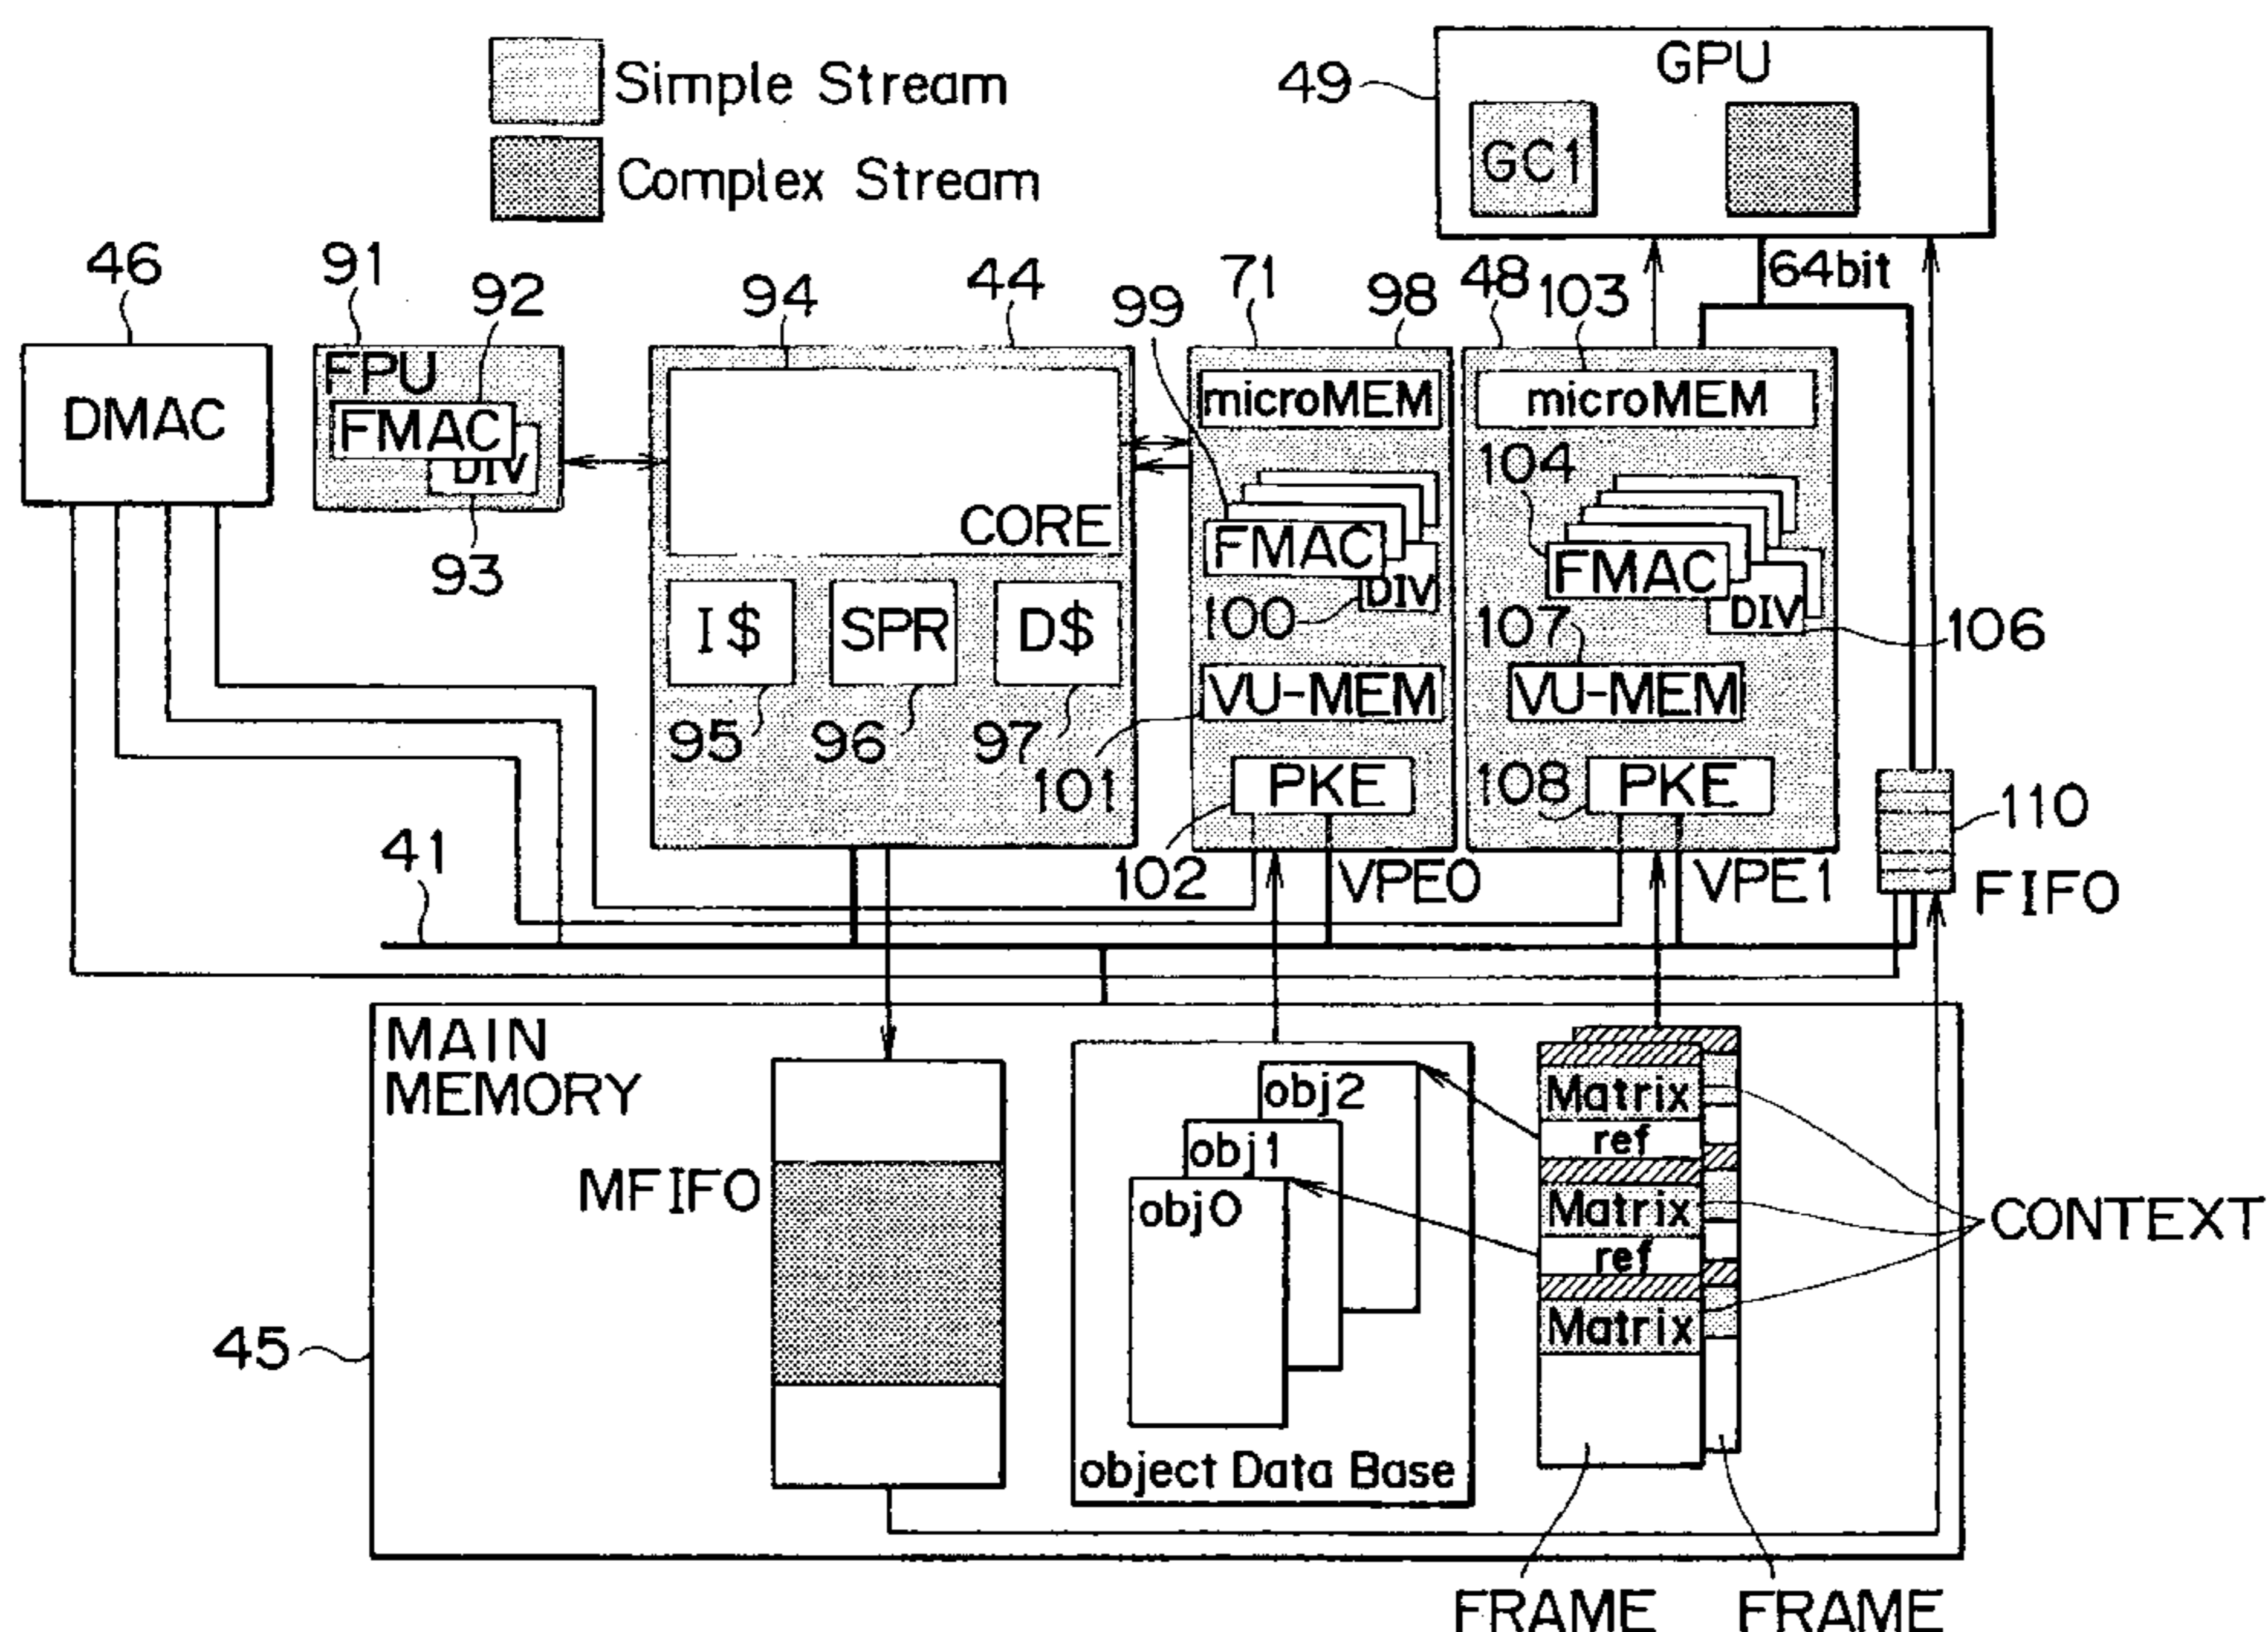 Simple Stream
Complex Stream
49
GPU
GC1
64bit
46
91
92
94
44
99
71
98
48
103
DMAC
FPU
FMAC
DIV
93
CORE
I$
SPR
D$
95
96
97
microMEM
FMAC
DIV
100
VU-MEM
101
PKE
102
VPE0
microMEM
104
FMAC
DIV
106
107
VU-MEM
108
PKE
VPE1
110
FIFO
41
MAIN
MEMORY
45
MFIFO
obj2
obj1
obj0
object Data Base
Matrix
ref
Matrix
ref
Matrix
CONTEXT
FRAME
FRAME